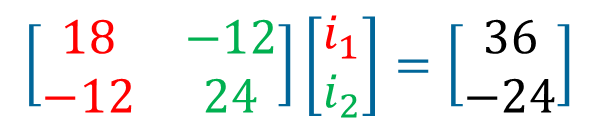 [18 −12] [i₁] = [36]
[−12 24] [i₂] [−24]